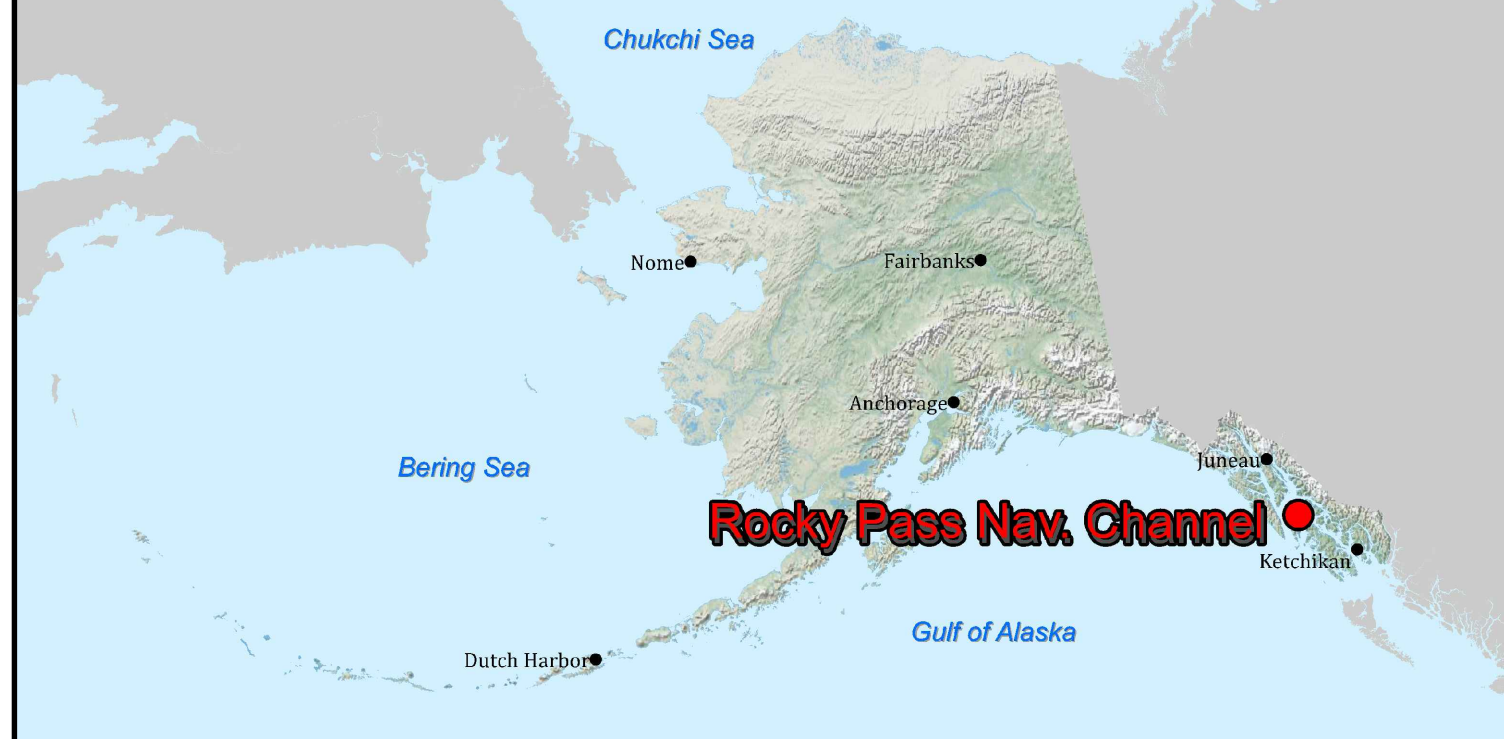 Chukchi Sea
Nome
Fairbanks
Anchorage
Juneau
Bering Sea
Rocky Pass Nav. Channel
Ketchikan
Gulf of Alaska
Dutch Harbor